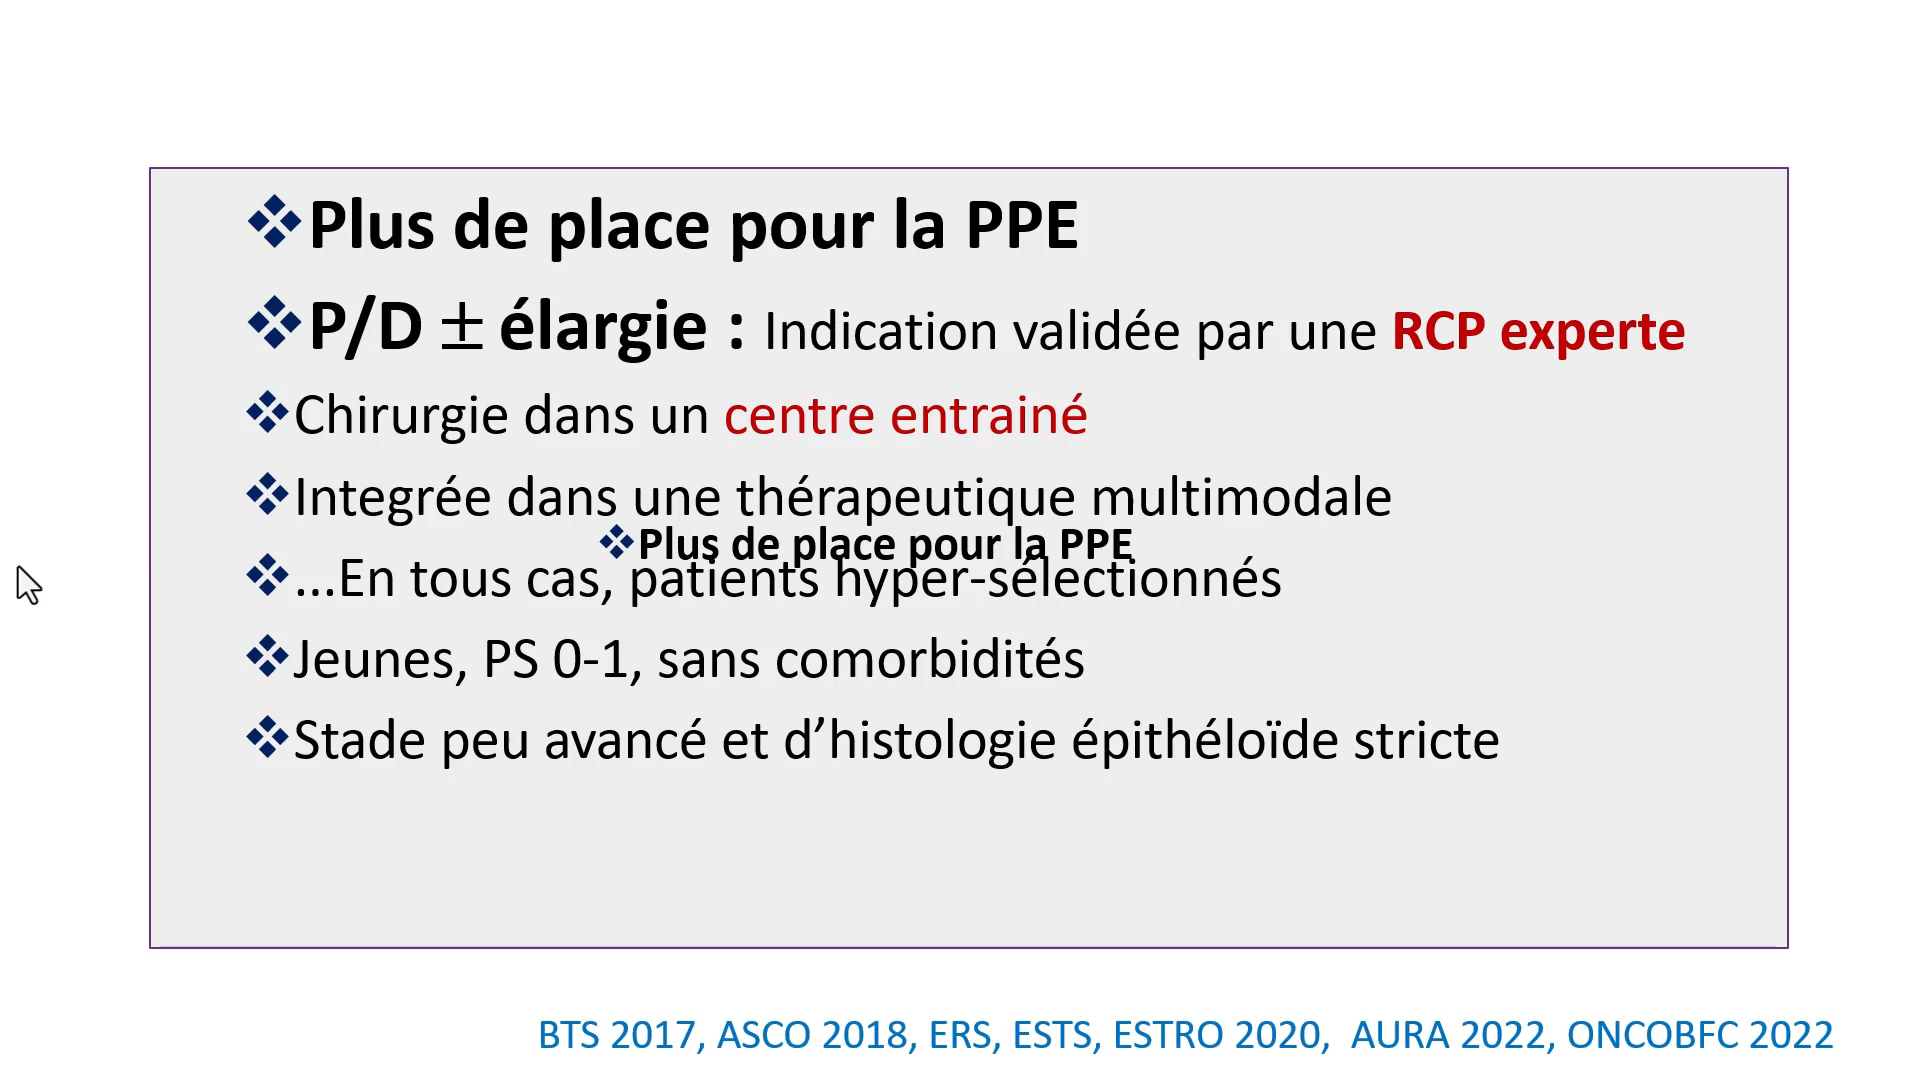 ❖Plus de place pour la PPE
❖P/D ± élargie : Indication validée par une RCP experte
❖Chirurgie dans un centre entrainé
❖Integrée dans une thérapeutique multimodale
❖Plus de place pour la PPE
❖...En tous cas, patients hyper-sélectionnés
❖Jeunes, PS 0-1, sans comorbidités
❖Stade peu avancé et d’histologie épithéloïde stricte
BTS 2017, ASCO 2018, ERS, ESTS, ESTRO 2020, AURA 2022, ONCOBFC 2022